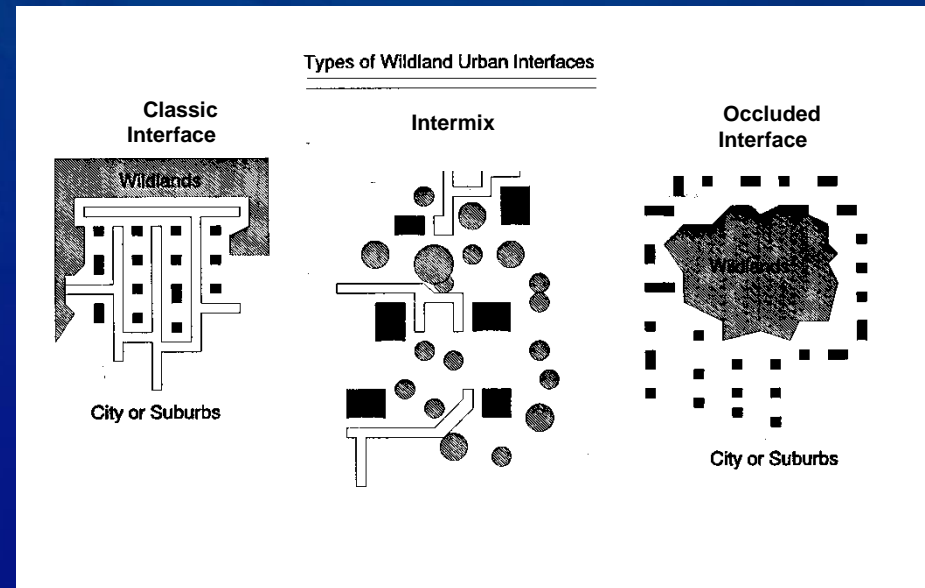 Types of Wildland Urban Interfaces
Classic
Interface
Wildlands
City or Suburbs
Intermix
Occluded
Interface
Wildlands
City or Suburbs